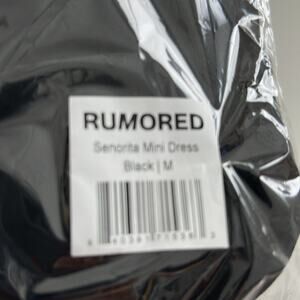 RUMORED
Senorita Mini Dress
Black | M